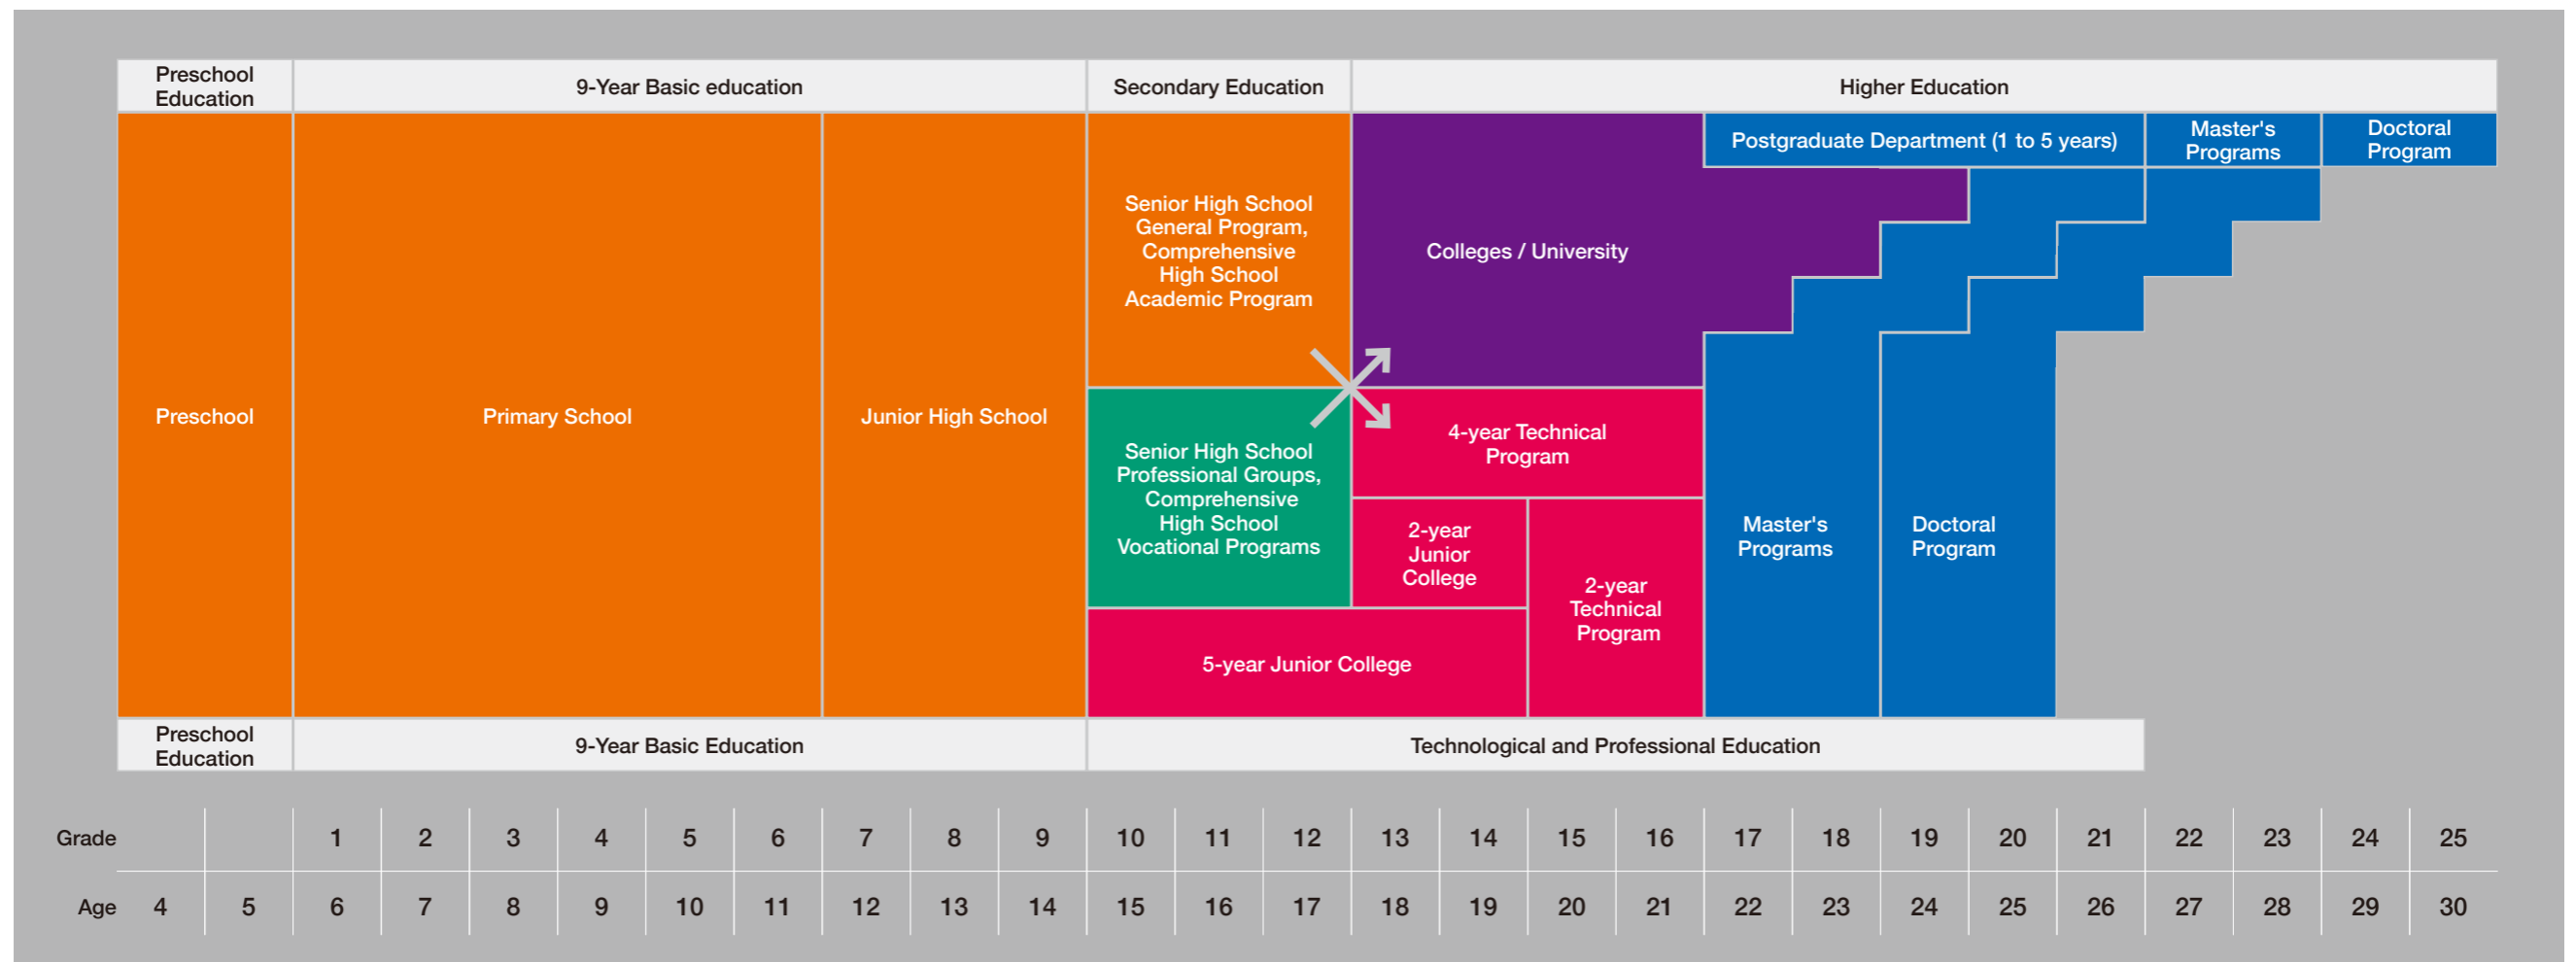 Preschool
Education
9-Year Basic education
Secondary Education
Higher Education
Postgraduate Department (1 to 5 years)
Master's
Programs
Doctoral
Program
Senior High School
General Program,
Comprehensive
High School
Academic Program
Colleges / University
Preschool
Primary School
Junior High School
Senior High School
Professional Groups,
Comprehensive
High School
Vocational Programs
4-year Technical
Program
2-year
Junior
College
2-year
Technical
Program
Master's
Programs
Doctoral
Program
5-year Junior College
Preschool
Education
9-Year Basic Education
Technological and Professional Education
Grade 1 2 3 4 5 6 7 8 9 10 11 12 13 14 15 16 17 18 19 20 21 22 23 24 25
Age 4 5 6 7 8 9 10 11 12 13 14 15 16 17 18 19 20 21 22 23 24 25 26 27 28 29 30